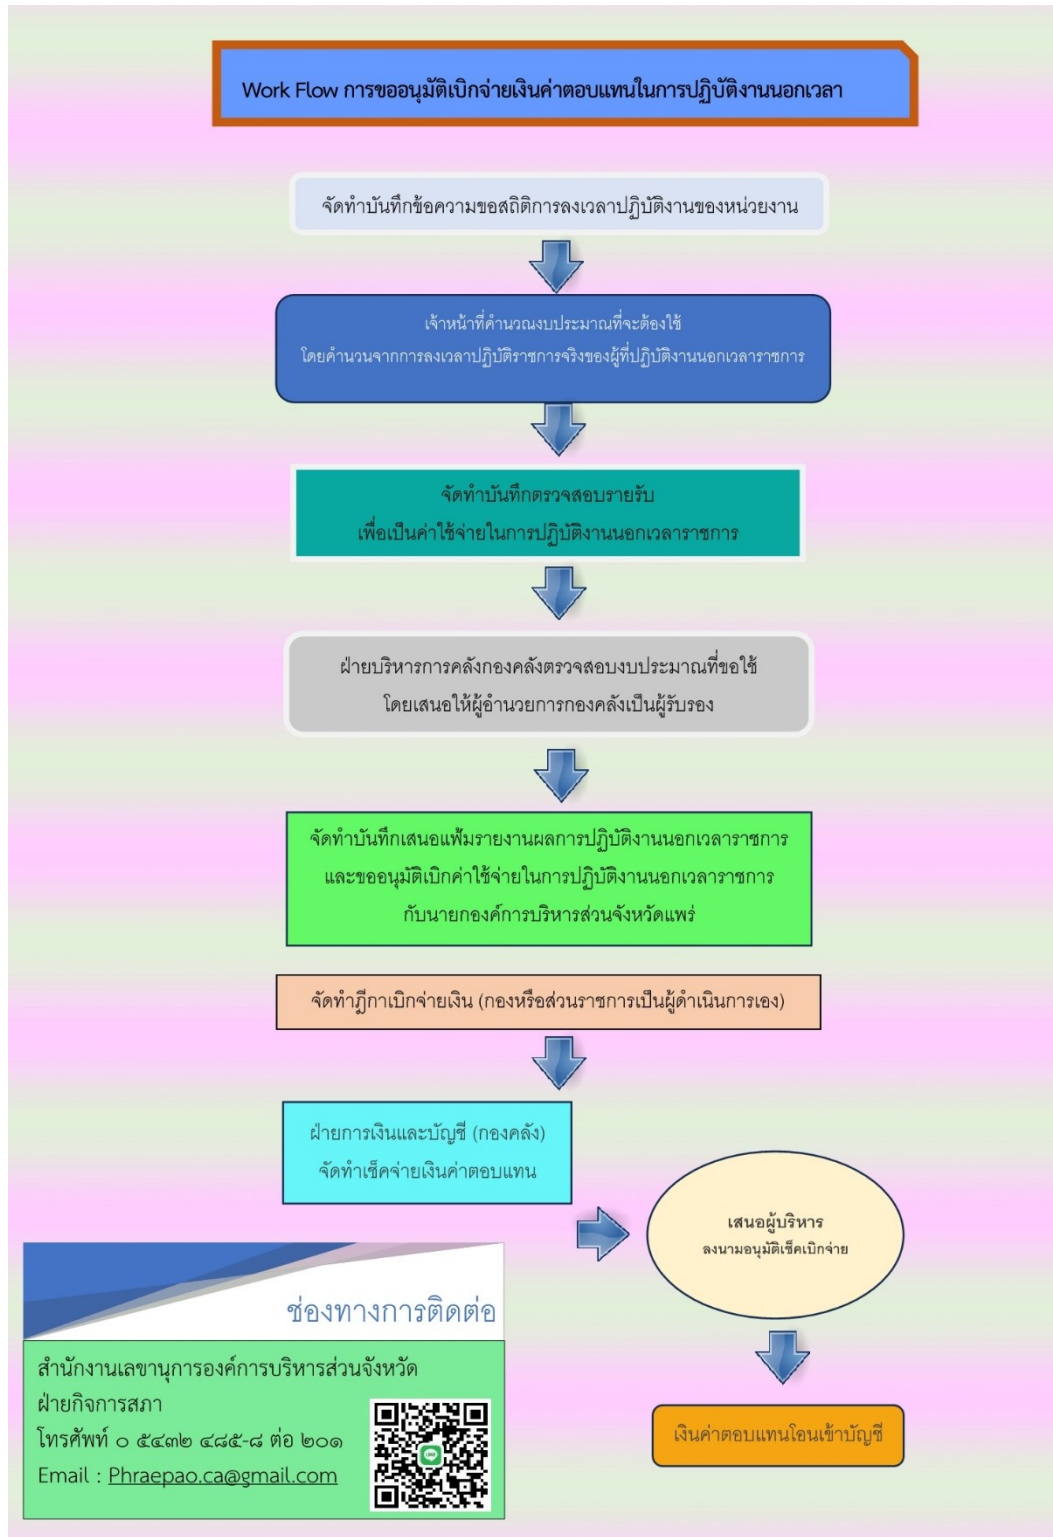 Work Flow การขออนุมัติเบิกจ่ายเงินค่าตอบแทนในการปฏิบัติงานนอกเวลา
จัดทำบันทึกข้อความขอสถิติการลงเวลาปฏิบัติงานของหน่วยงาน
เจ้าหน้าที่คำนวณงบประมาณที่จะต้องใช้
โดยคำนวนจากการลงเวลาปฏิบัติราชการจริงของผู้ที่ปฏิบัติงานนอกเวลาราชการ
จัดทำบันทึกตรวจสอบรายรับ
เพื่อเป็นค่าใช้จ่ายในการปฏิบัติงานนอกเวลาราชการ
ฝ่ายบริหารการคลังกองคลังตรวจสอบงบประมาณที่ขอใช้
โดยเสนอให้ผู้อำนวยการกองคลังเป็นผู้รับรอง
จัดทำบันทึกเสนอแฟ้มรายงานผลการปฏิบัติงานนอกเวลาราชการ
และขออนุมัติเบิกค่าใช้จ่ายในการปฏิบัติงานนอกเวลาราชการ
กับนายกองค์การบริหารส่วนจังหวัดแพร่
จัดทำฎีกาเบิกจ่ายเงิน (กองหรือส่วนราชการเป็นผู้ดำเนินการเอง)
ฝ่ายการเงินและบัญชี (กองคลัง)
จัดทำเช็คจ่ายเงินค่าตอบแทน
เสนอผู้บริหาร
ลงนามอนุมัติเช็คเบิกจ่าย
เงินค่าตอบแทนโอนเข้าบัญชี
ช่องทางการติดต่อ
สำนักงานเลขานุการองค์การบริหารส่วนจังหวัด
ฝ่ายกิจการสภา
โทรศัพท์ ๐ ๕๔๓๒ ๔๘๕-๘ ต่อ ๒๐๑
Email : Phraepao.ca@gmail.com